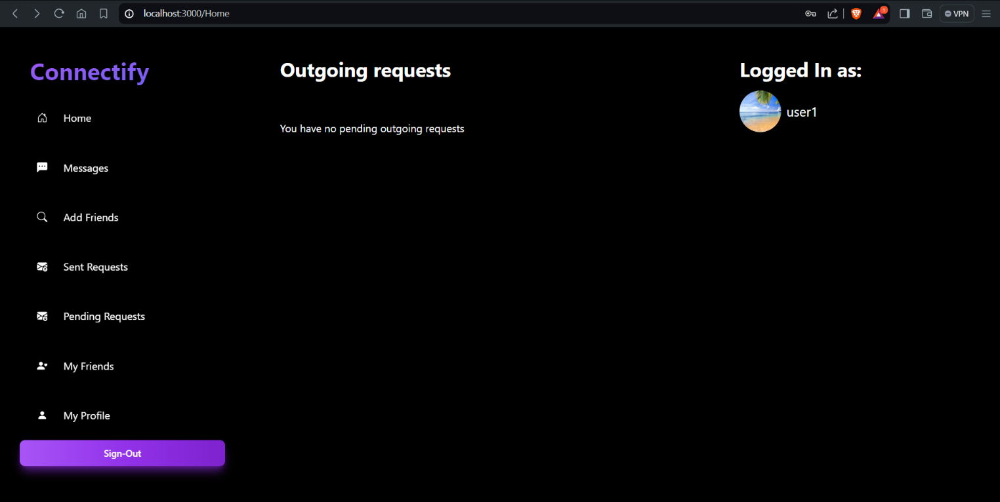 localhost:3000/Home
1
VPN
Connectify
Home
Messages
Add Friends
Sent Requests
Pending Requests
My Friends
My Profile
Sign-Out
Outgoing requests
You have no pending outgoing requests
Logged In as:
user1